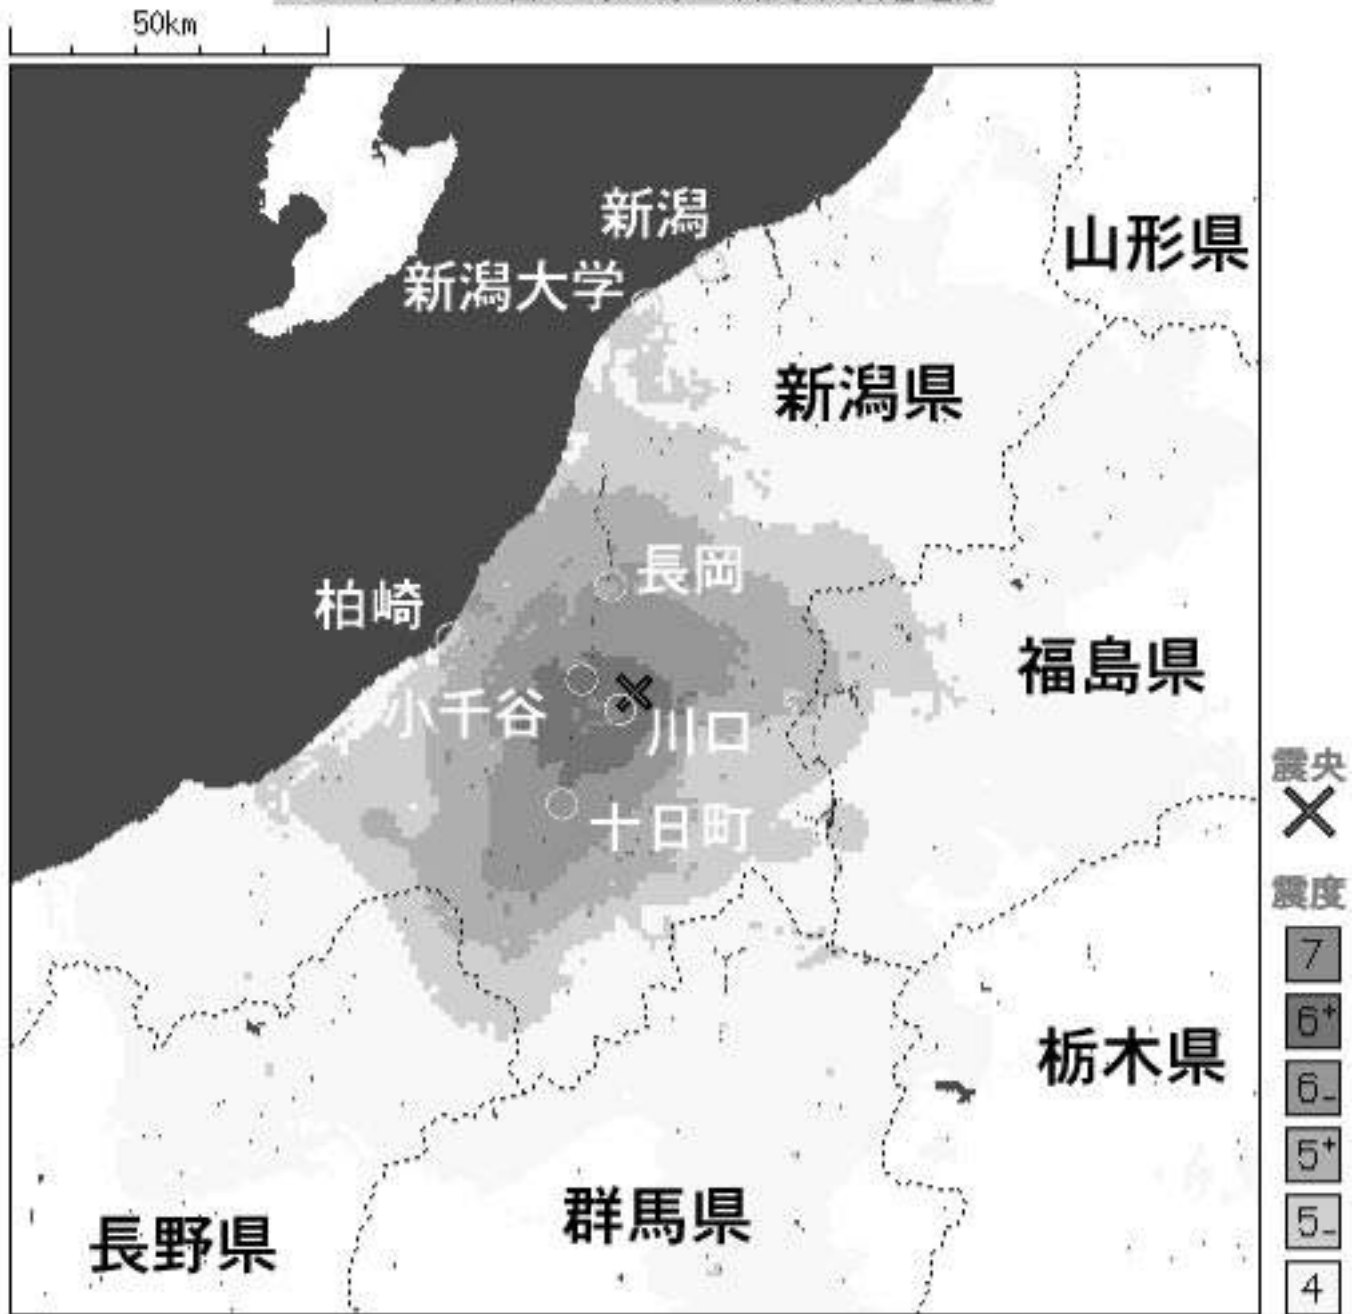 50km
新潟
山形県
新潟大学
新潟県
長岡
柏崎
福島県
小千谷
川口
震央
十日町
震度
7
6+
栃木県
6-
5+
群馬県
5-
長野県
4